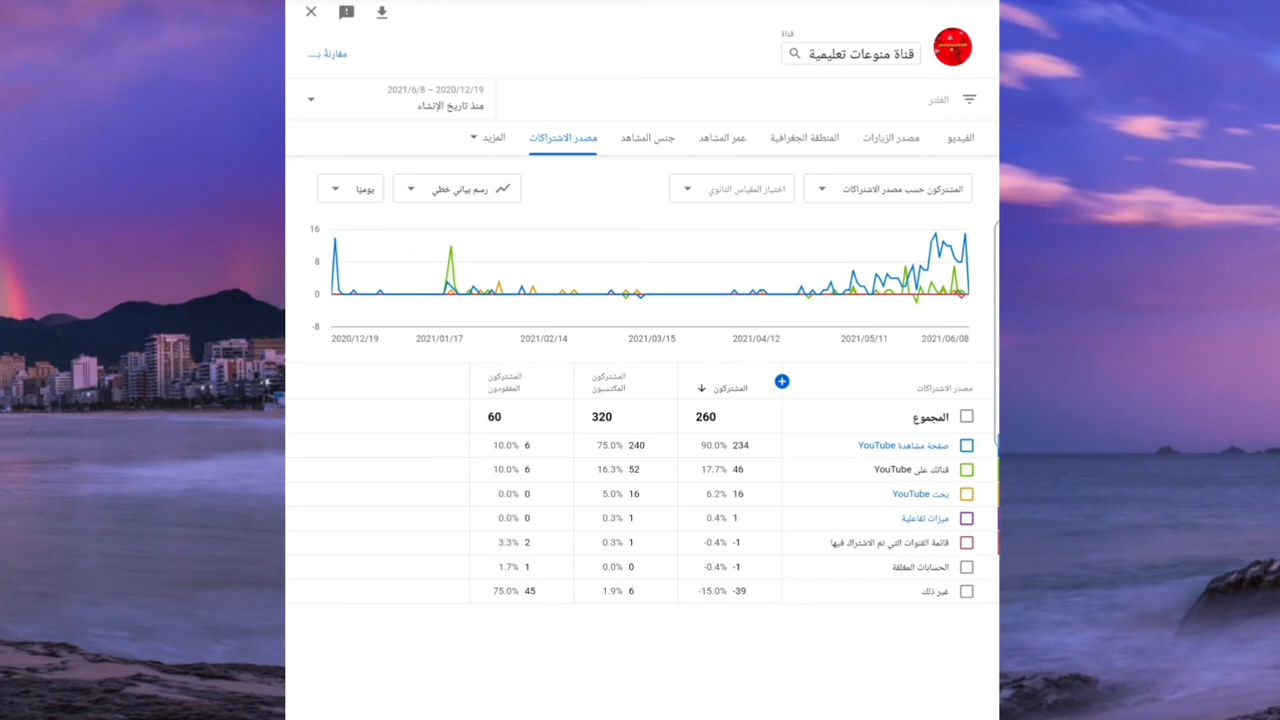 قناة
قناة منوعات تعليمية
مقارنةً بـ...
الفلتر
2020/12/19 – 2021/6/8
منذ تاريخ الإنشاء
الفيديو مصدر الزيارات المنطقة الجغرافية عمر المشاهد جنس المشاهد مصدر الاشتراكات المزيد
المشتركون حسب مصدر الاشتراكات اختيار المقياس الثانوي رسم بياني خطي يوميًا
16
8
0
-8
2020/12/19 2021/01/17 2021/02/14 2021/03/15 2021/04/12 2021/05/11 2021/06/08
مصدر الاشتراكات المشتركون المشتركون المكتسبون المشتركون المفقودون
المجموع 260 320 60
صفحة مشاهدة YouTube 234 90.0% 240 75.0% 6 10.0%
قناتك على YouTube 46 17.7% 52 16.3% 6 10.0%
بحث YouTube 16 6.2% 16 5.0% 0 0.0%
ميزات تفاعلية 1 0.4% 1 0.3% 0 0.0%
قائمة القنوات التي تم الاشتراك فيها -1 -0.4% 1 0.3% 2 3.3%
الحسابات المغلقة -1 -0.4% 0 0.0% 1 1.7%
غير ذلك -39 -15.0% 6 1.9% 45 75.0%